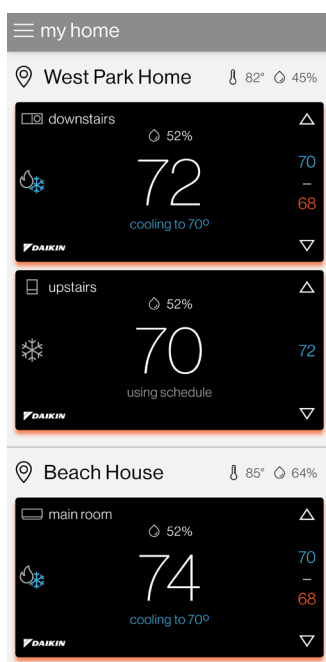 my home
West Park Home 82° 45%
downstairs
52%
72
70
–
68
cooling to 70º
DAIKIN
upstairs
52%
70
72
using schedule
DAIKIN
Beach House 85° 64%
main room
52%
74
70
–
68
cooling to 70º
DAIKIN